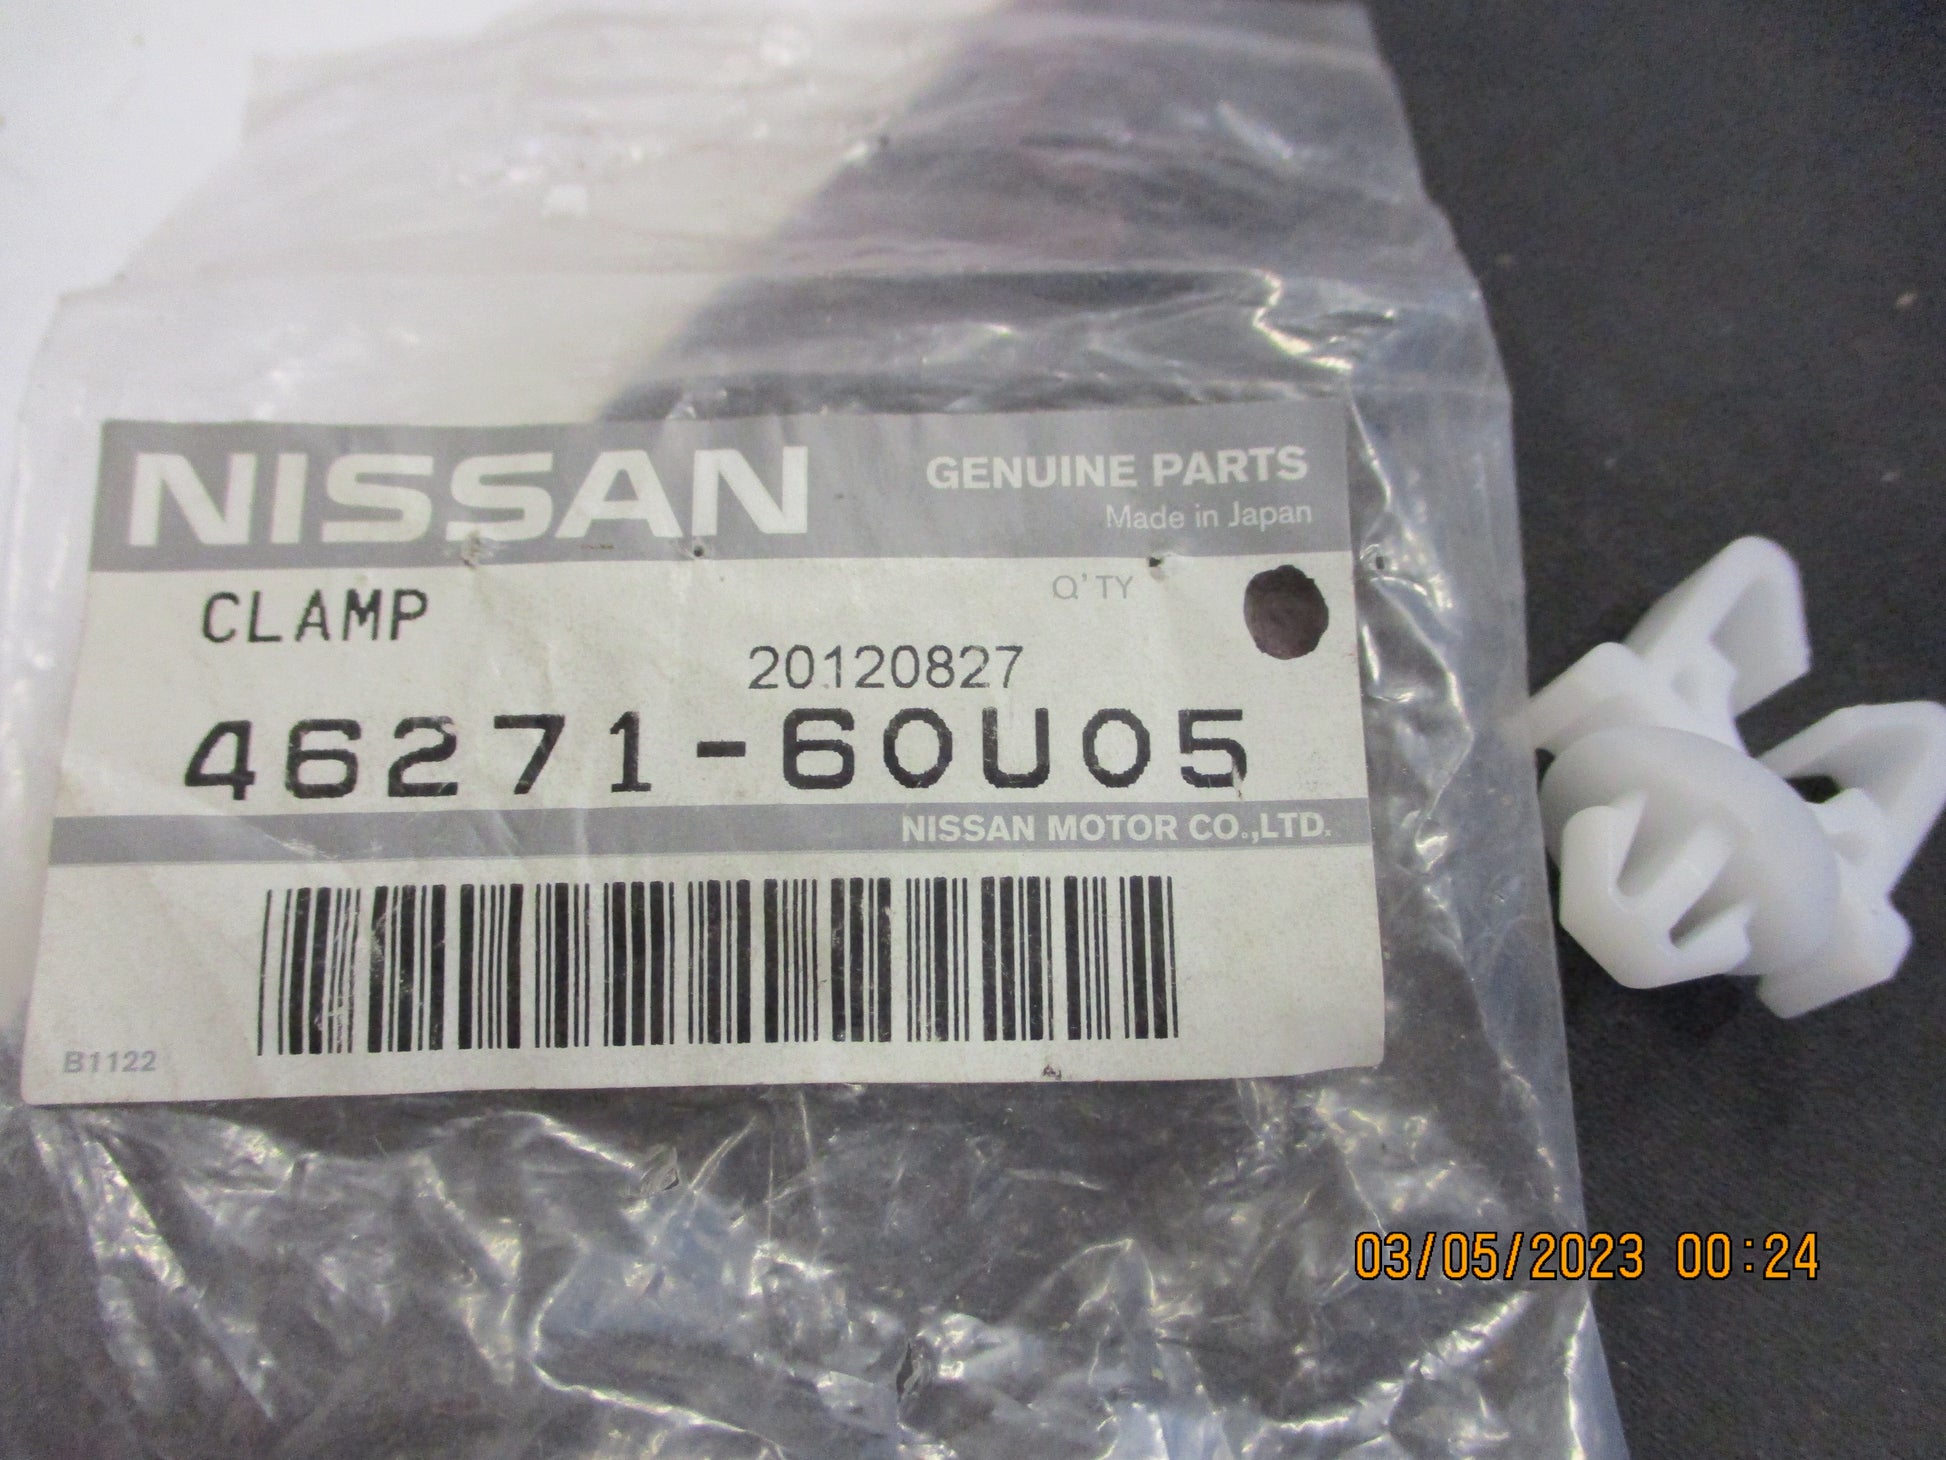 NISSAN
GENUINE PARTS
Made in Japan
CLAMP
Q'TY
20120827
46271-60U05
NISSAN MOTOR CO.,LTD.
B1122
03/05/2023 00:24